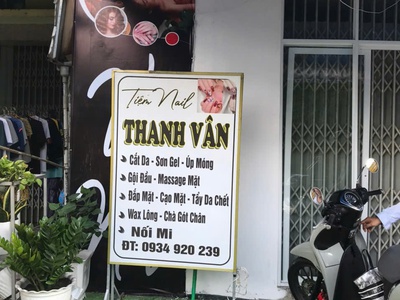 Tiệm Nail
THANH VÂN
Cắt Da - Sơn Gel - Úp Móng
Gội Đầu - Massage Mặt
Đắp Mặt - Cạo Mặt - Tẩy Da Chết
Wax Lông - Chà Gót Chân
Nối Mi
ĐT: 0934 920 239